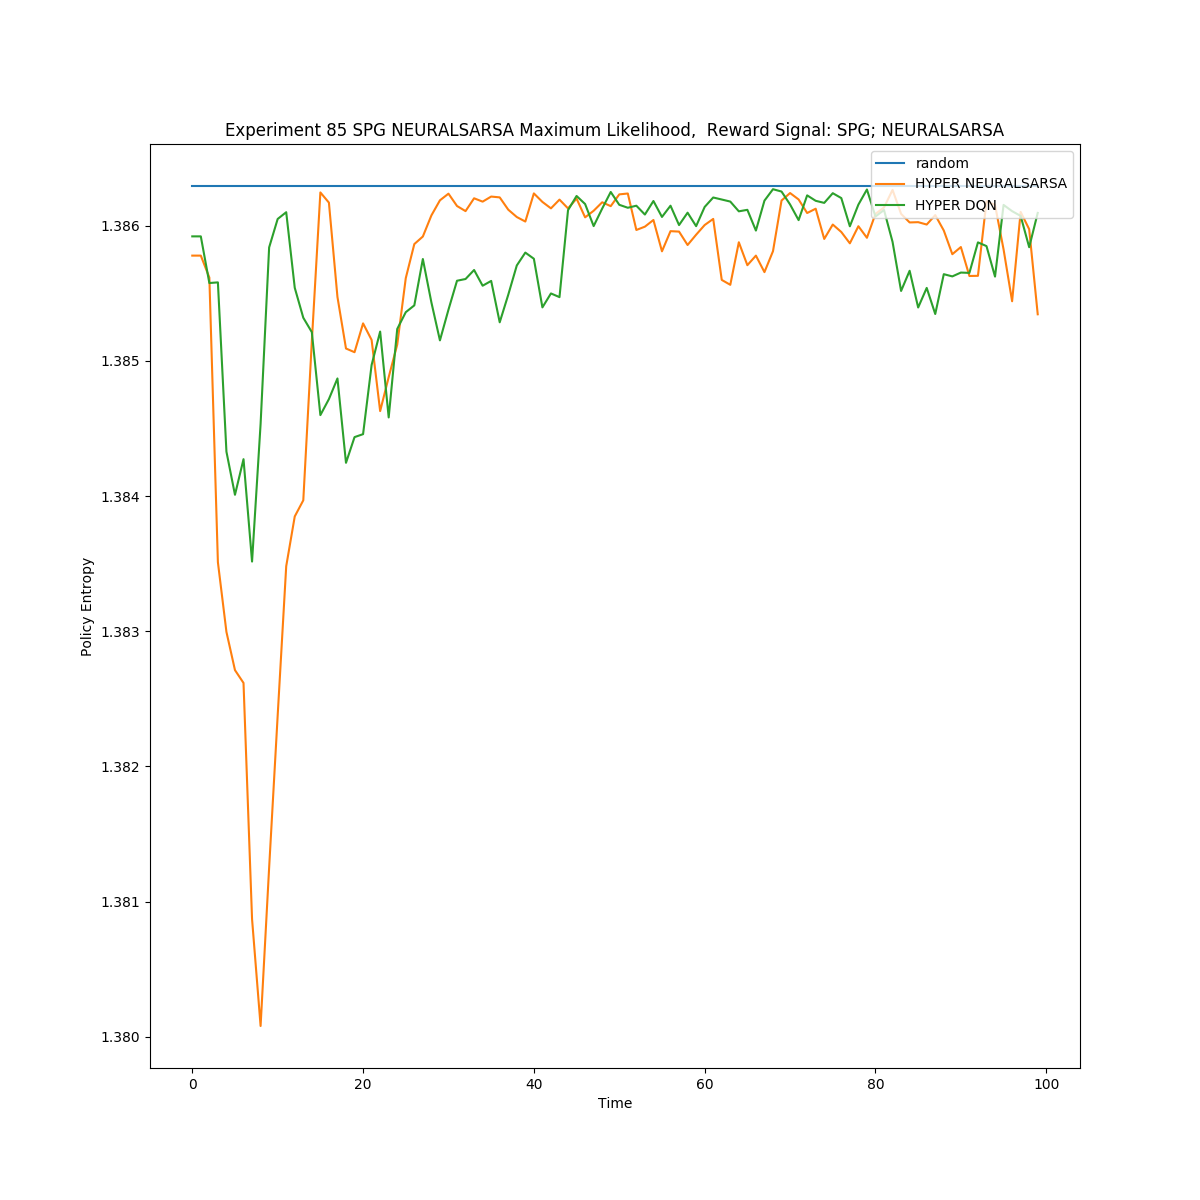 Experiment 85 SPG NEURALSARSA Maximum Likelihood,  Reward Signal: SPG; NEURALSARSA
random
HYPER NEURALSARSA
HYPER DQN
1.386
1.385
1.384
1.383
1.382
1.381
1.380
Policy Entropy
0
20
40
60
80
100
Time